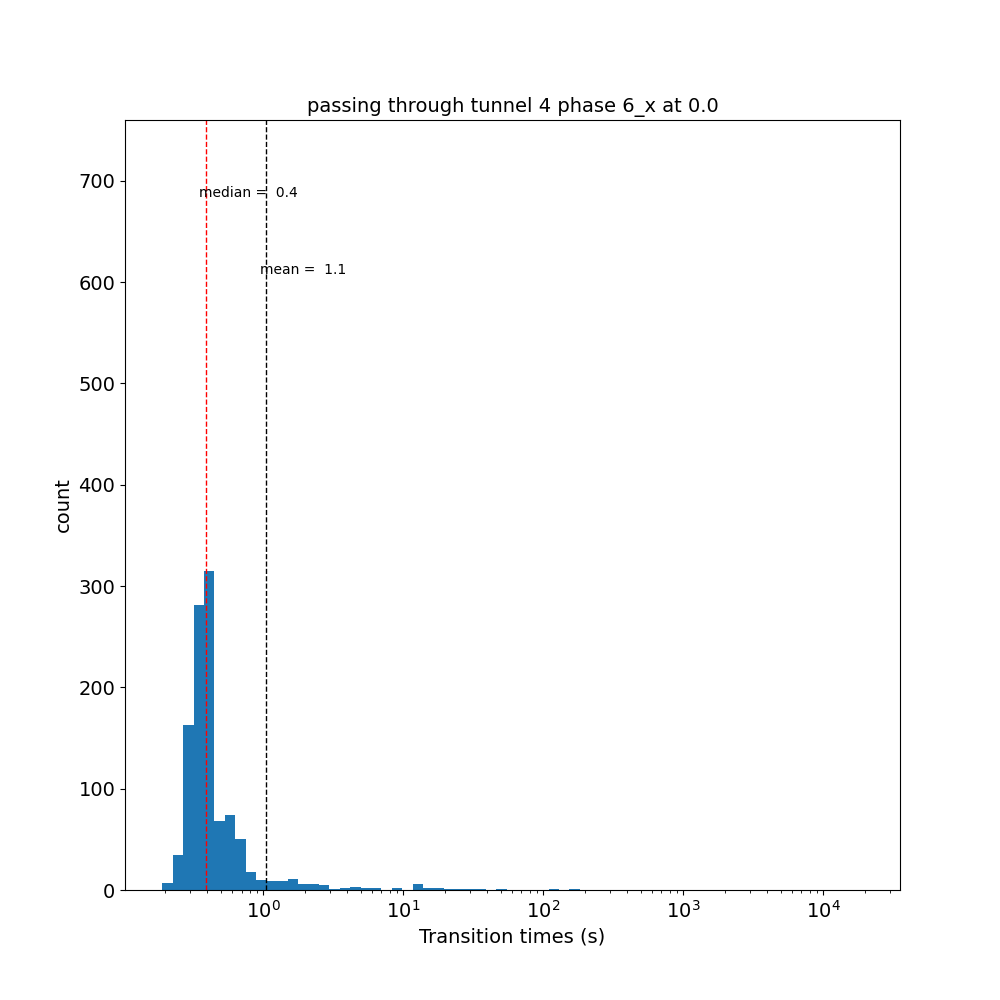 passing through tunnel 4 phase 6_x at 0.0
700
median =  0.4
mean =  1.1
600
500
400
300
200
100
0
count
10⁰ 10¹ 10² 10³ 10⁴
Transition times (s)